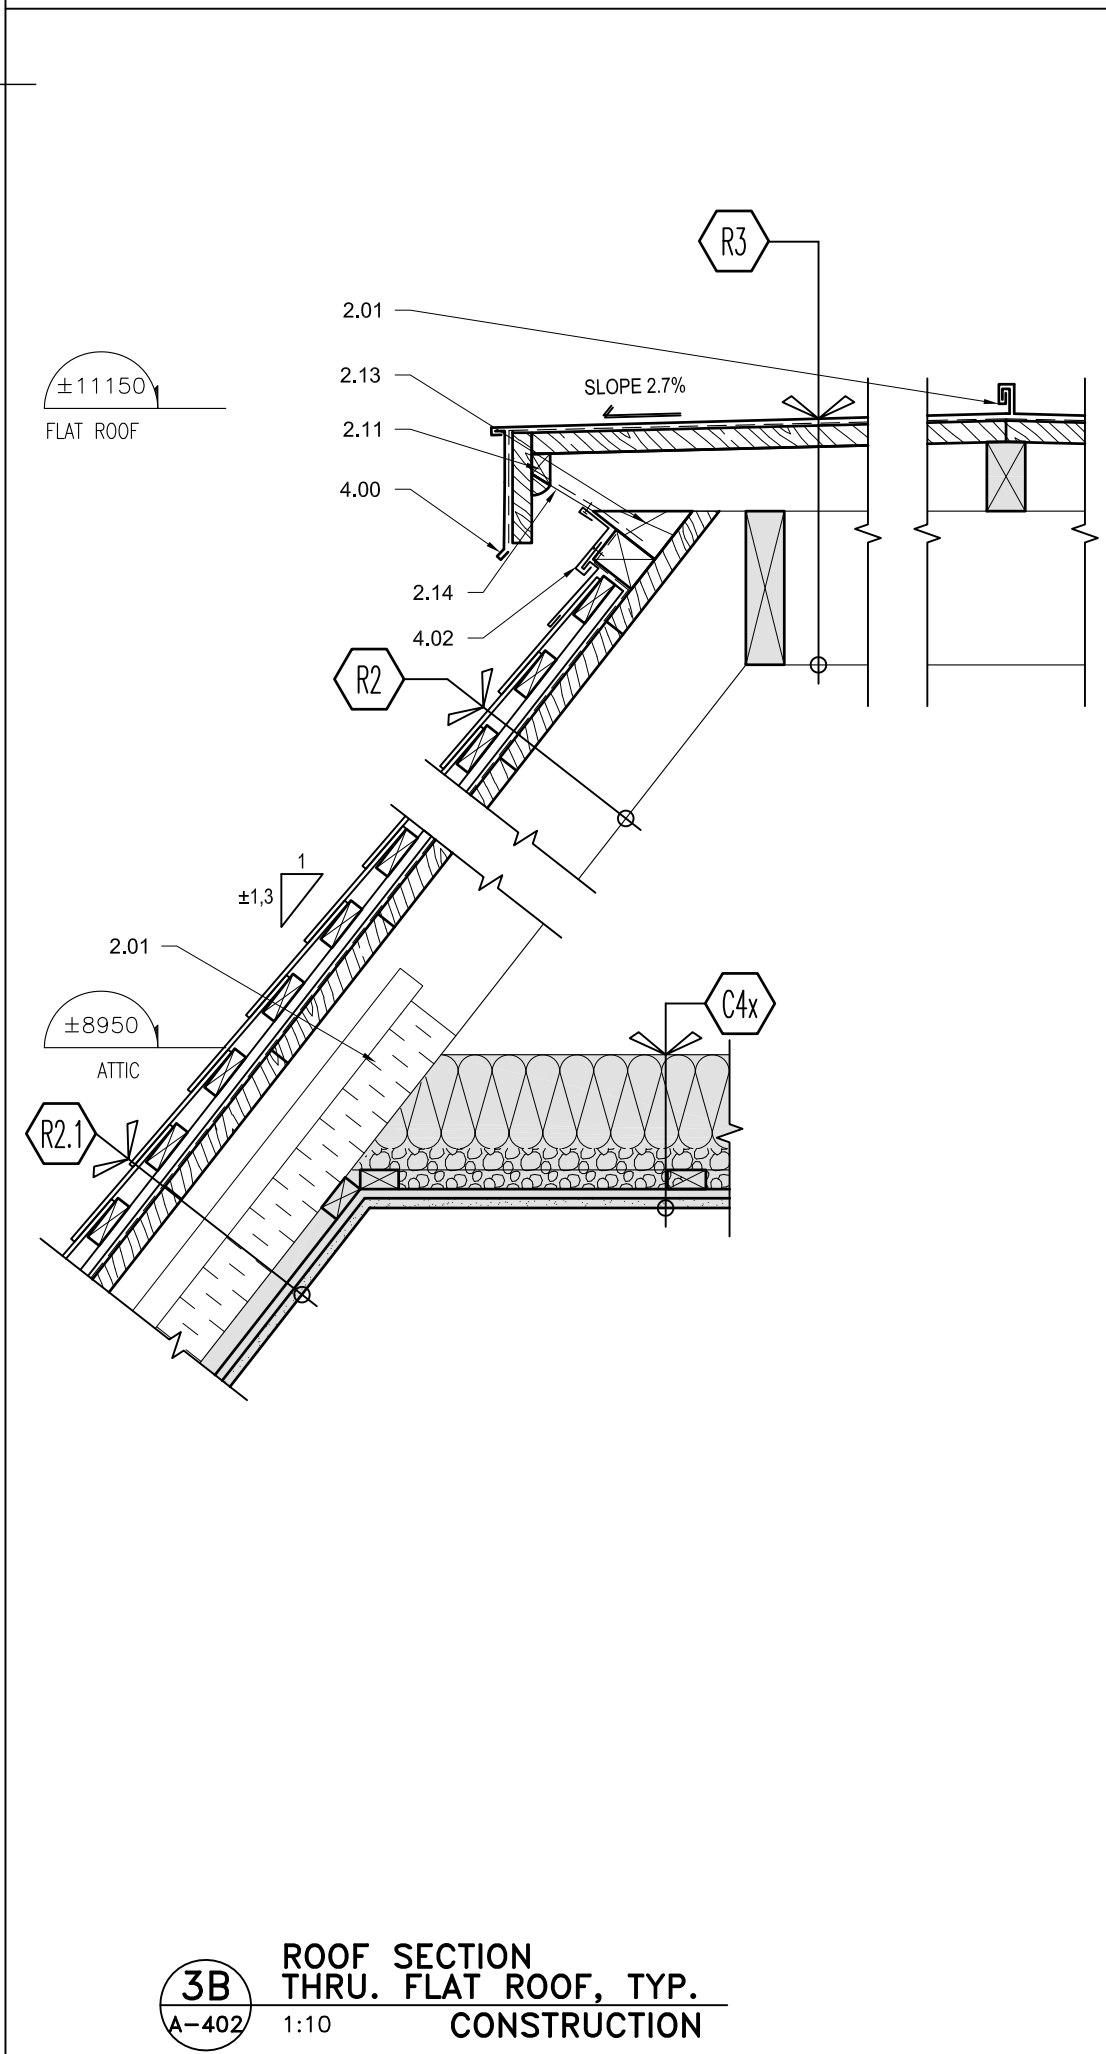 R3
2.01
±11150
FLAT ROOF
2.13
SLOPE 2.7%
2.11
4.00
2.14
4.02
R2
1
±1,3
2.01
±8950
ATTIC
C4x
R2.1
3B
A-402
ROOF SECTION
THRU. FLAT ROOF, TYP.
1:10
CONSTRUCTION